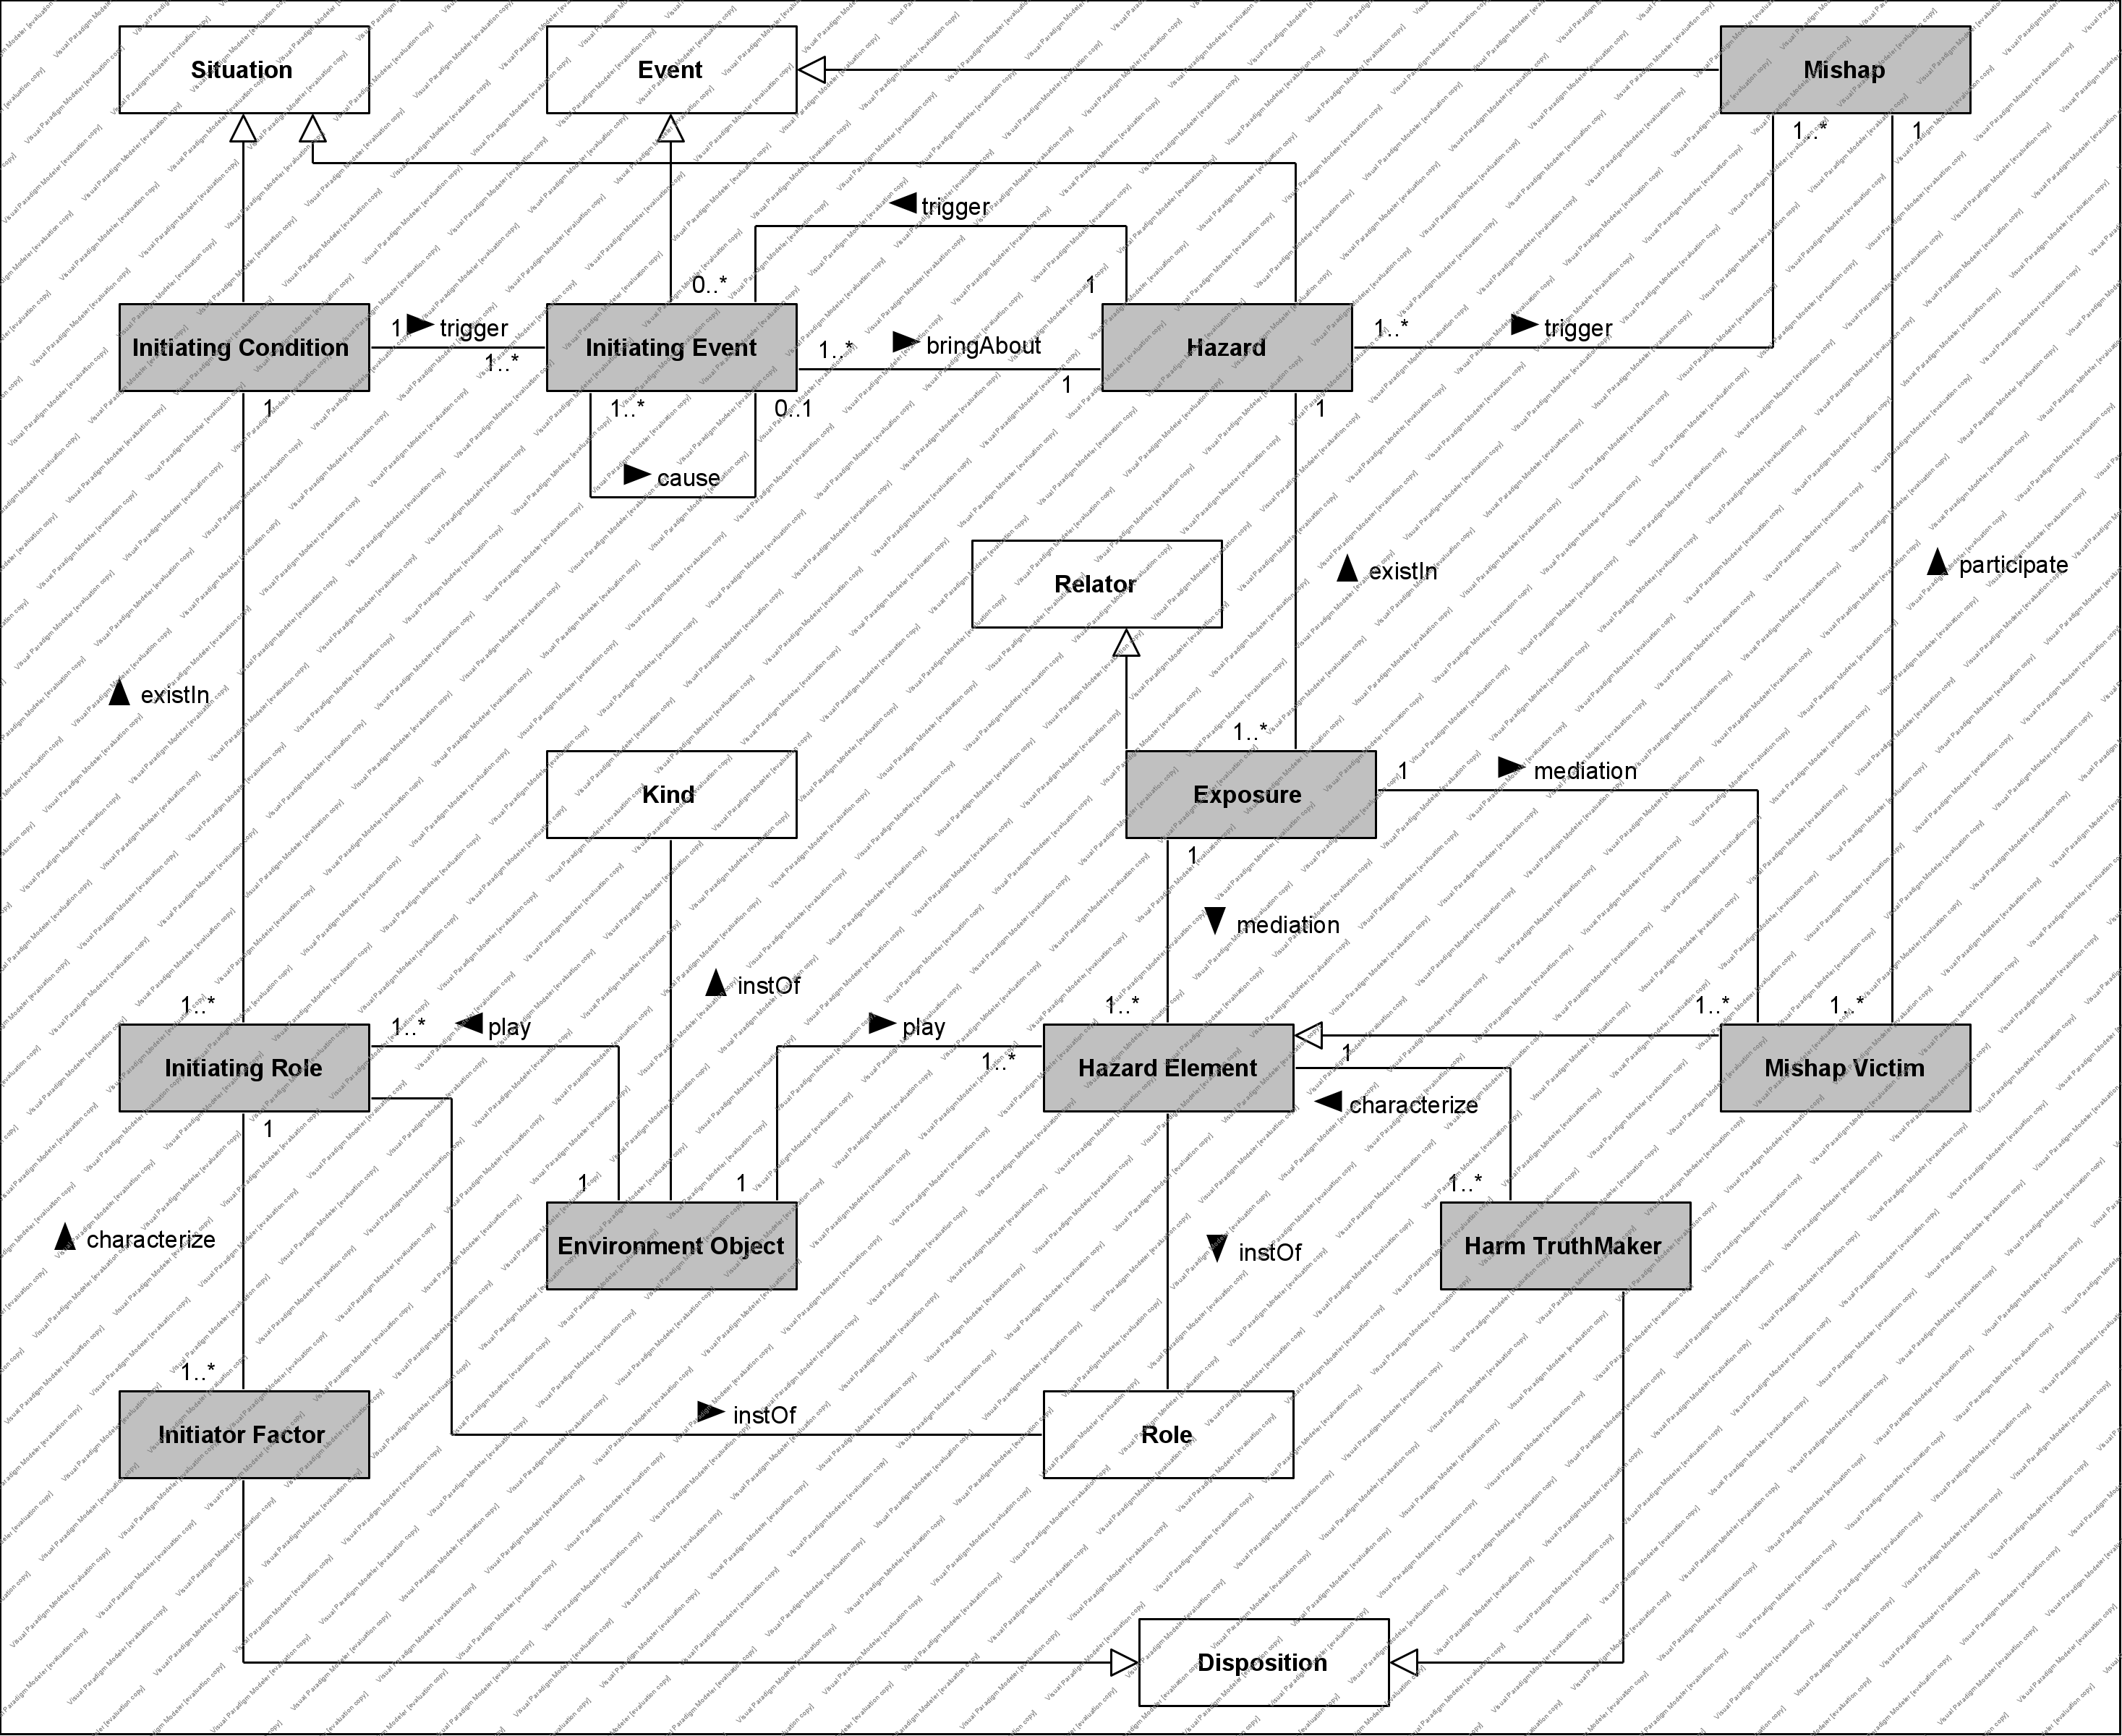 Situation
Event
Mishap
1..*
1
trigger
0..*
1
Initiating Condition
1
trigger
1..*
Initiating Event
1..*
bringAbout
1
Hazard
1..*
trigger
1
1..*
0..1
1
cause
Relator
existIn
participate
existIn
1..*
Kind
Exposure
1
mediation
1
mediation
instOf
1..*
1..*
play
play
1..*
1..*
1..*
1..*
Initiating Role
Hazard Element
1
Mishap Victim
characterize
1
1
1
1..*
characterize
Environment Object
instOf
Harm TruthMaker
1..*
Initiator Factor
instOf
Role
Disposition
Visual Paradigm Modeler [evaluation copy]